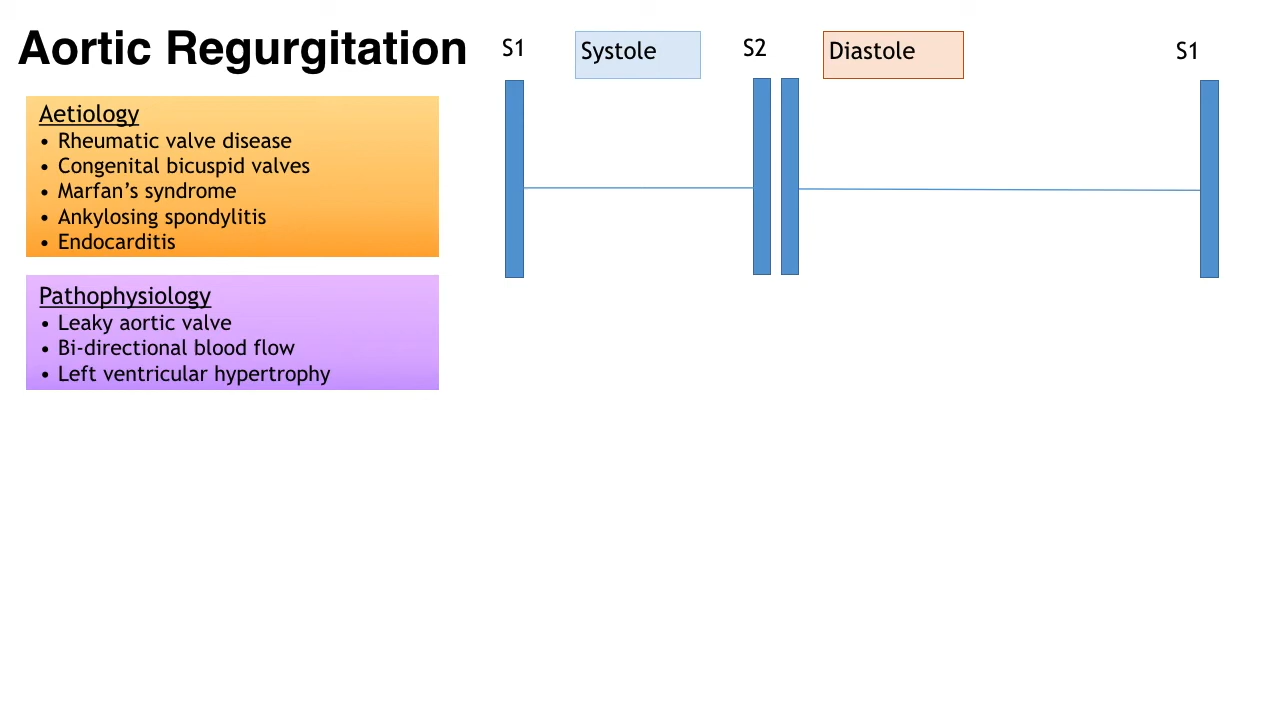 Aortic Regurgitation
Aetiology
• Rheumatic valve disease
• Congenital bicuspid valves
• Marfan’s syndrome
• Ankylosing spondylitis
• Endocarditis
Pathophysiology
• Leaky aortic valve
• Bi-directional blood flow
• Left ventricular hypertrophy
S1
Systole
S2
Diastole
S1